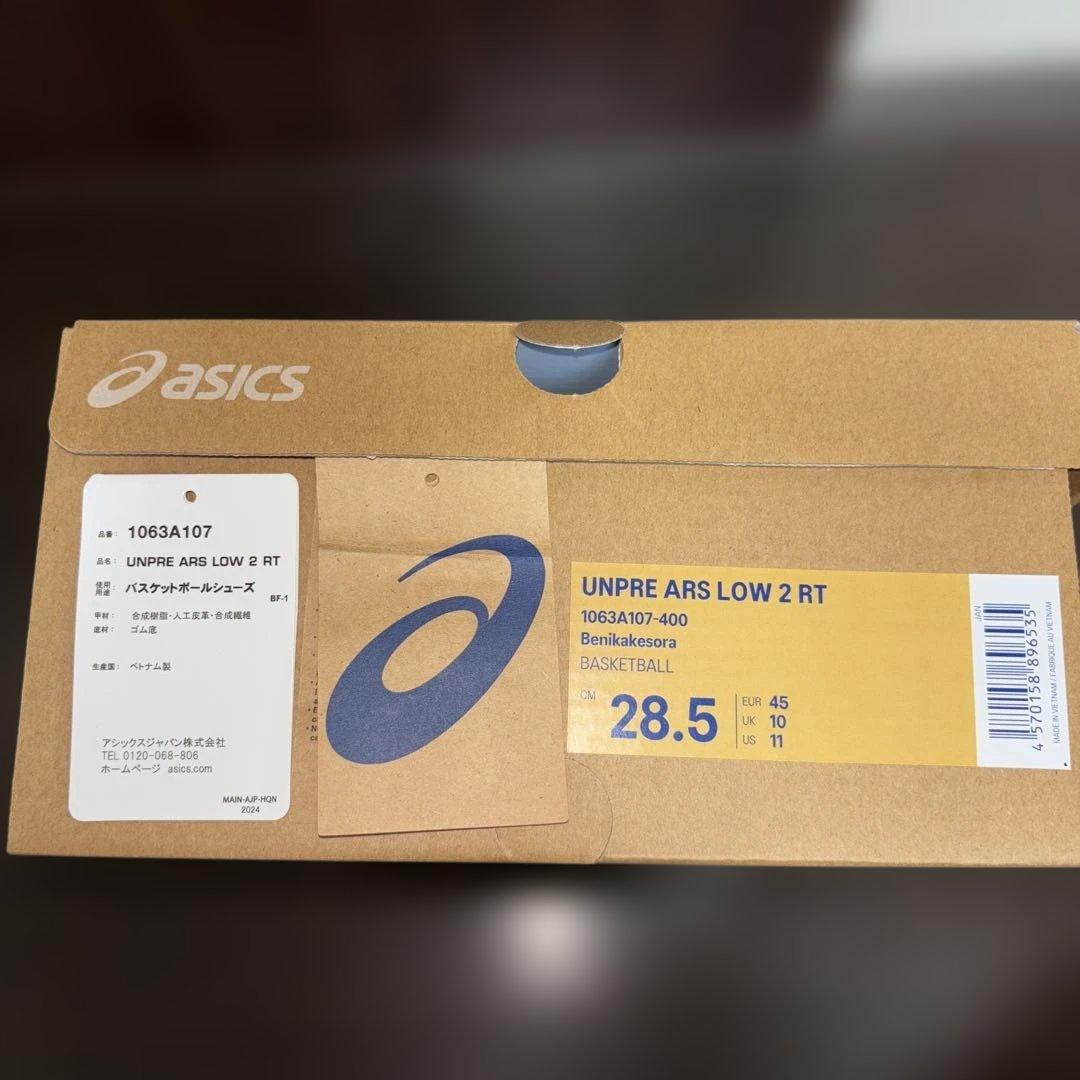 asics
品番: 1063A107
品名: UNPRE ARS LOW 2 RT
使用用途: バスケットボールシューズ
BF-1
甲材: 合成樹脂・人工皮革・合成繊維
底材: ゴム底
生産国: ベトナム製
アシックスジャパン株式会社
TEL 0120-068-806
ホームページ asics.com
MAIN-AJP-HQN
2024
UNPRE ARS LOW 2 RT
1063A107-400
Benikakesora
BASKETBALL
CM 28.5
EUR 45
UK 10
US 11
JAN
4570158896535
MADE IN VIETNAM / FABRIQUE AU VIETNAM